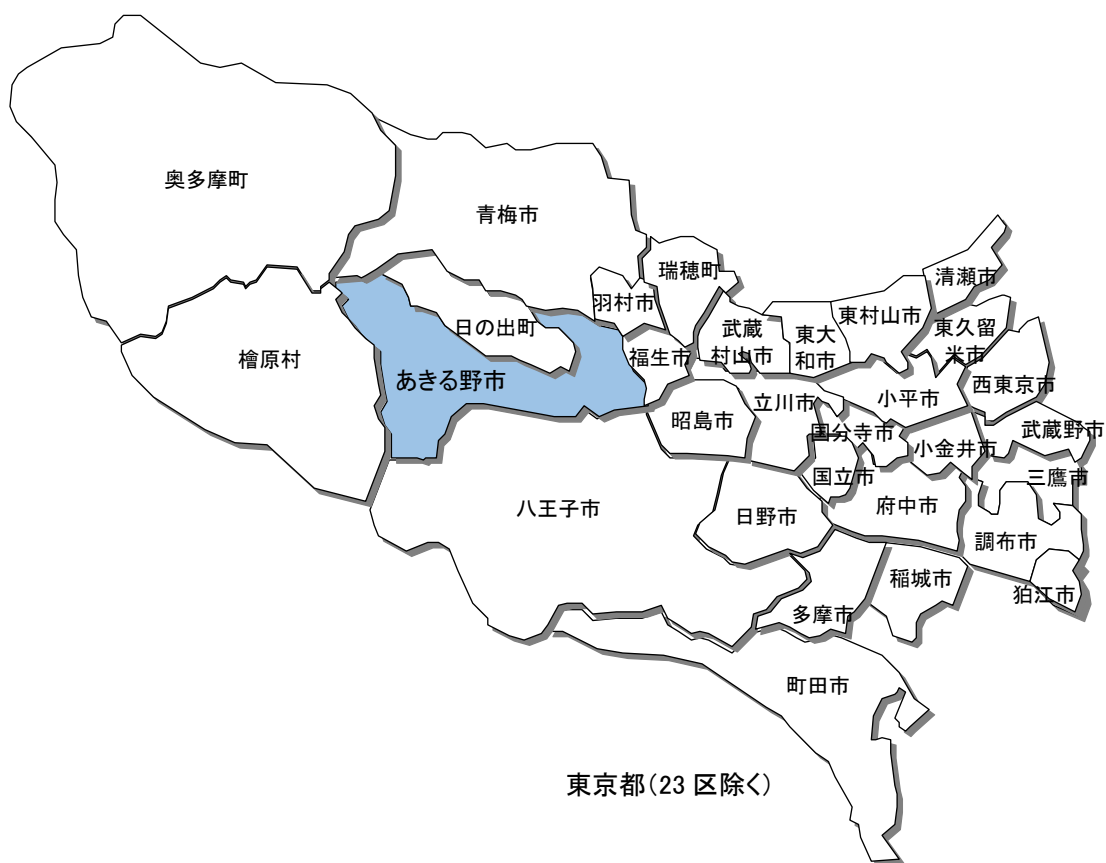 奥多摩町
青梅市
瑞穂町
清瀬市
羽村市
日の出町
武蔵
村山市
東大
和市
東村山市
東久留
米市
檜原村
福生市
あきる野市
西東京市
小平市
昭島市
立川市
国分寺市
小金井市
武蔵野市
国立市
三鷹市
八王子市
日野市
府中市
調布市
稲城市
狛江市
多摩市
町田市
東京都(23 区除く)